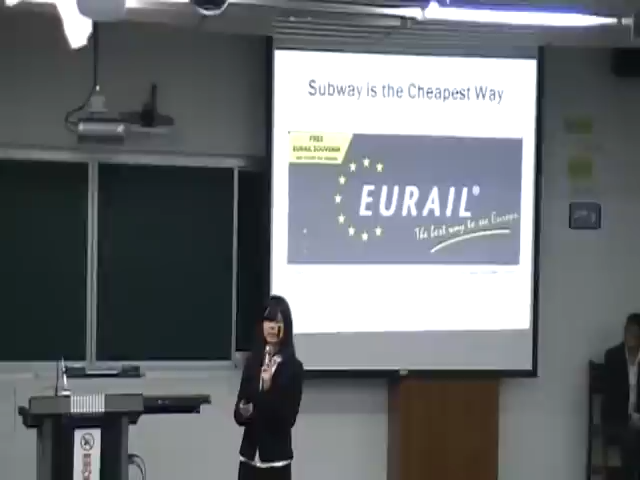 Subway is the Cheapest Way
FREE
EURAIL SOUVENIR
EURAIL®
The best way to see Europe